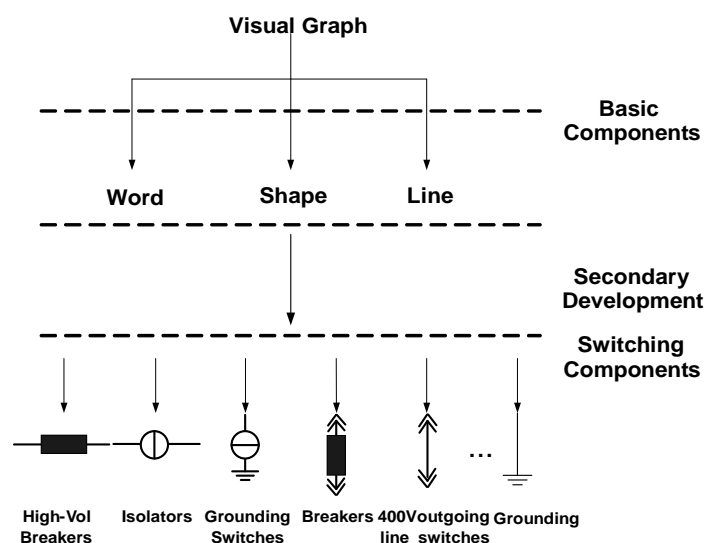 Visual Graph
Basic
Components
Word
Shape
Line
Secondary
Development
Switching
Components
...
High-Vol
Breakers
Isolators
Grounding
Switches
Breakers
400Voutgoing
line switches
Grounding